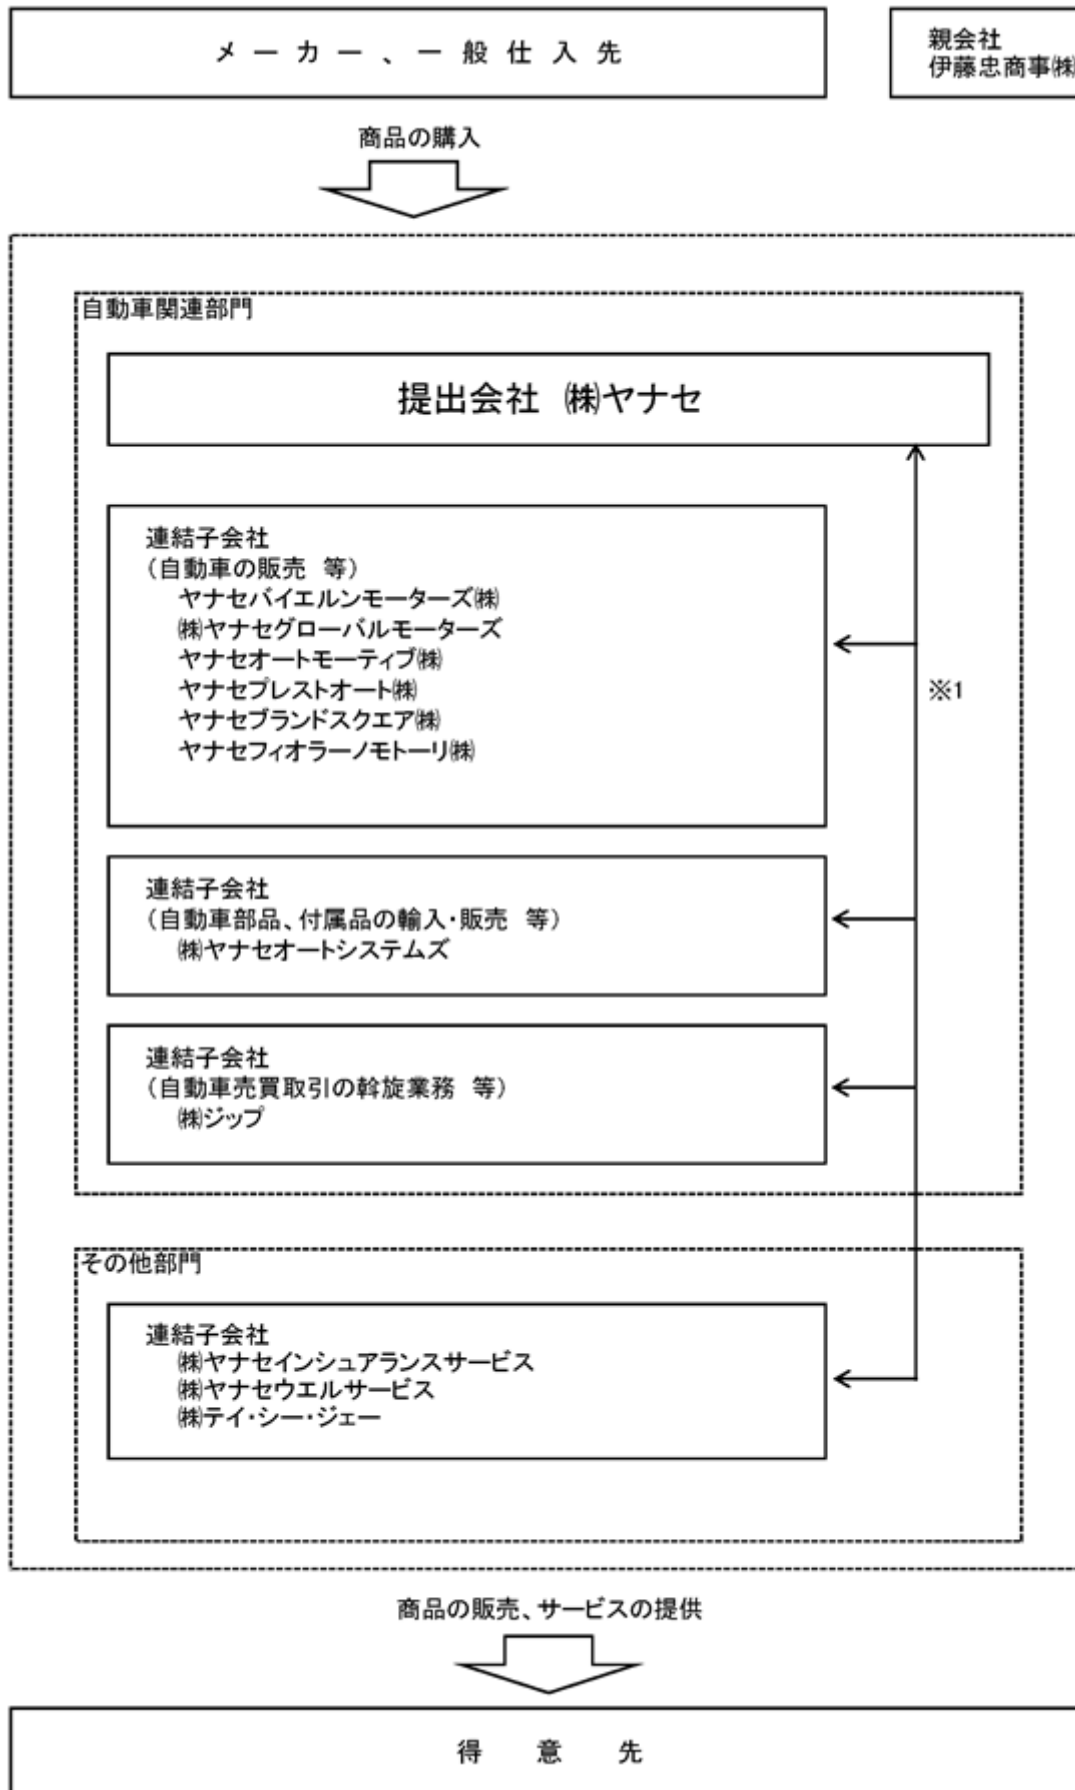 メーカー、一般仕入先
親会社
伊藤忠商事㈱
商品の購入
自動車関連部門
提出会社 ㈱ヤナセ
連結子会社
（自動車の販売 等）
ヤナセバイエルンモーターズ㈱
㈱ヤナセグローバルモーターズ
ヤナセオートモーティブ㈱
ヤナセプレストオート㈱
ヤナセブランドスクエア㈱
ヤナセフィオラーノモトーリ㈱
※1
連結子会社
（自動車部品、付属品の輸入・販売 等）
㈱ヤナセオートシステムズ
連結子会社
（自動車売買取引の斡旋業務 等）
㈱ジップ
その他部門
連結子会社
㈱ヤナセインシュアランスサービス
㈱ヤナセウエルサービス
㈱テイ・シー・ジェー
商品の販売、サービスの提供
得意先